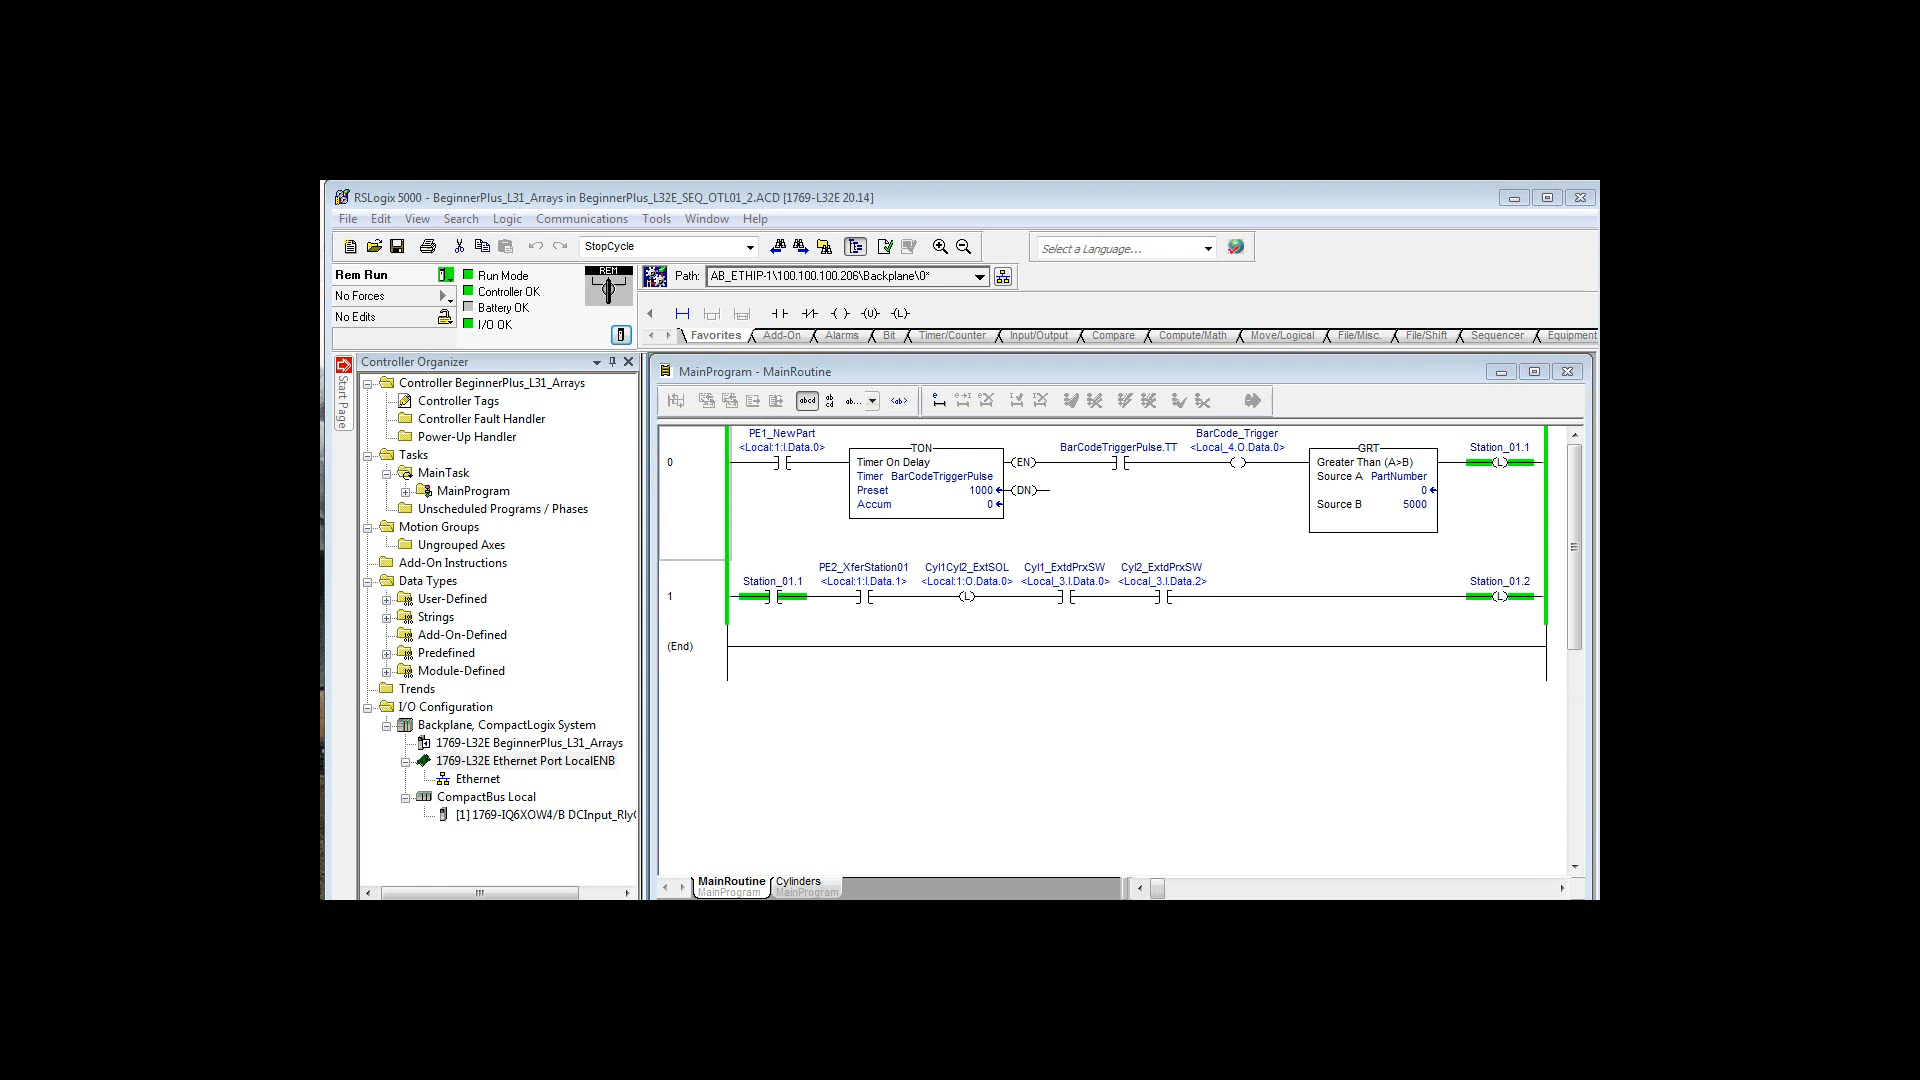 RSLogix 5000 - BeginnerPlus_L31_Arrays in BeginnerPlus_L32E_SEQ_OTL01_2.ACD [1769-L32E 20.14]
File Edit View Search Logic Communications Tools Window Help
StopCycle
Select a Language...
Rem Run
No Forces
No Edits
Run Mode
Controller OK
Battery OK
I/O OK
REM
Path: AB_ETHIP-1\100.100.100.206\Backplane\0*
Favorites Add-On Alarms Bit Timer/Counter Input/Output Compare Compute/Math Move/Logical File/Misc. File/Shift Sequencer Equipment
Start Page
Controller Organizer
Controller BeginnerPlus_L31_Arrays
Controller Tags
Controller Fault Handler
Power-Up Handler
Tasks
MainTask
MainProgram
Unscheduled Programs / Phases
Motion Groups
Ungrouped Axes
Add-On Instructions
Data Types
User-Defined
Strings
Add-On-Defined
Predefined
Module-Defined
Trends
I/O Configuration
Backplane, CompactLogix System
1769-L32E BeginnerPlus_L31_Arrays
1769-L32E Ethernet Port LocalENB
Ethernet
CompactBus Local
[1] 1769-IQ6XOW4/B DCInput_Rly
MainProgram - MainRoutine
0
PE1_NewPart
<Local:1:I.Data.0>
TON
Timer On Delay
Timer BarCodeTriggerPulse
Preset 1000
Accum 0
EN
DN
BarCodeTriggerPulse.TT
BarCode_Trigger
<Local_4.O.Data.0>
GRT
Greater Than (A>B)
Source A PartNumber
0
Source B 5000
Station_01.1
L
1
Station_01.1
PE2_XferStation01
<Local:1:I.Data.1>
Cyl1Cyl2_ExtSOL
<Local:1:O.Data.0>
L
Cyl1_ExtdPrxSW
<Local_3.I.Data.0>
Cyl2_ExtdPrxSW
<Local_3.I.Data.2>
Station_01.2
L
(End)
MainRoutine
MainProgram
Cylinders
MainProgram